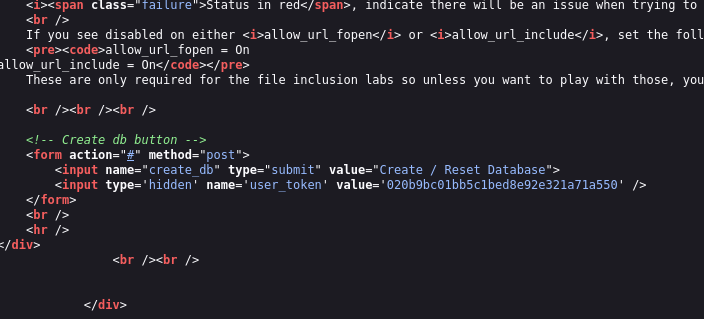 <i><span class="failure">Status in red</span>, indicate there will be an issue when trying to
<br />
If you see disabled on either <i>allow_url_fopen</i> or <i>allow_url_include</i>, set the foll
<pre><code>allow_url_fopen = On
allow_url_include = On</code></pre>
These are only required for the file inclusion labs so unless you want to play with those, you
<br /><br /><br />
<!-- Create db button -->
<form action="#" method="post">
<input name="create_db" type="submit" value="Create / Reset Database">
<input type='hidden' name='user_token' value='020b9bc01bb5c1bed8e92e321a71a550' />
</form>
<br />
<hr />
</div>
<br /><br />
</div>